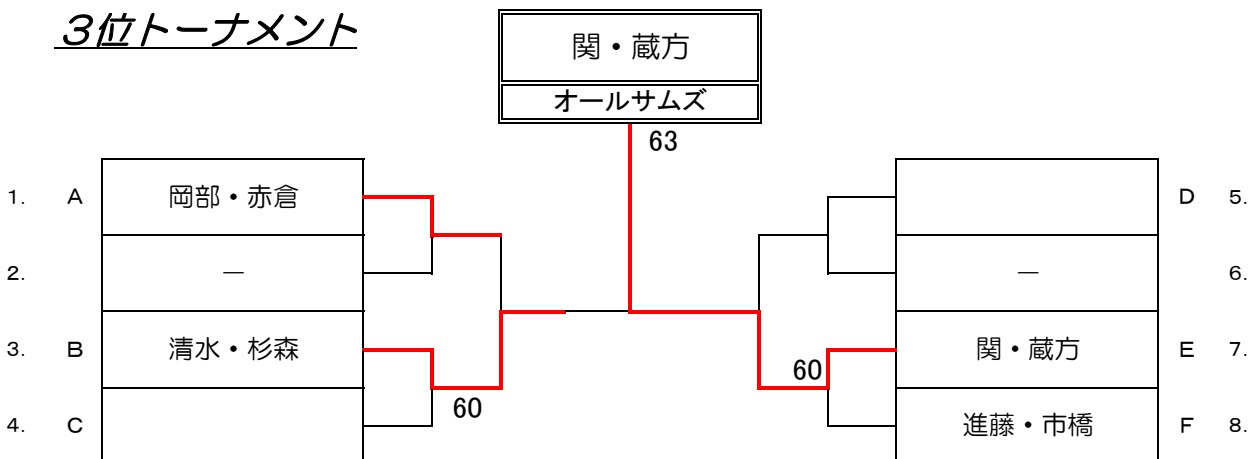 3位トーナメント
関・蔵方
オールサムズ
63
1. A 岡部・赤倉
2. －
3. B 清水・杉森
4. C
60
D 5.
－ 6.
関・蔵方 E 7.
60
進藤・市橋 F 8.